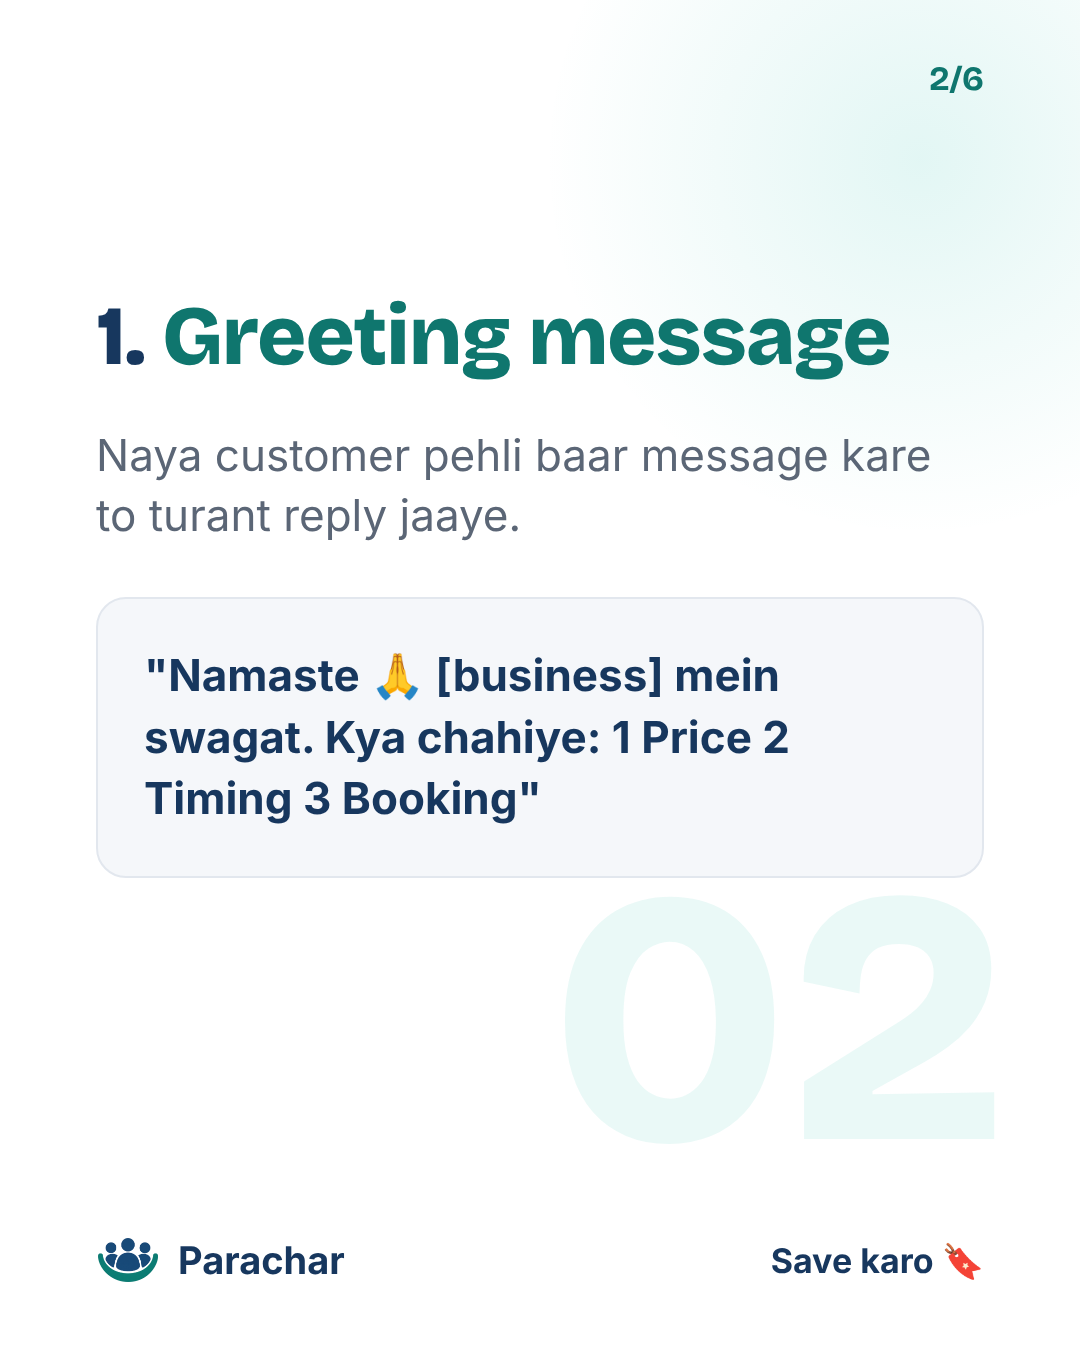 2/6
1. Greeting message
Naya customer pehli baar message kare
to turant reply jaaye.
"Namaste 🙏 [business] mein
swagat. Kya chahiye: 1 Price 2
Timing 3 Booking"
02
Parachar
Save karo 🔖